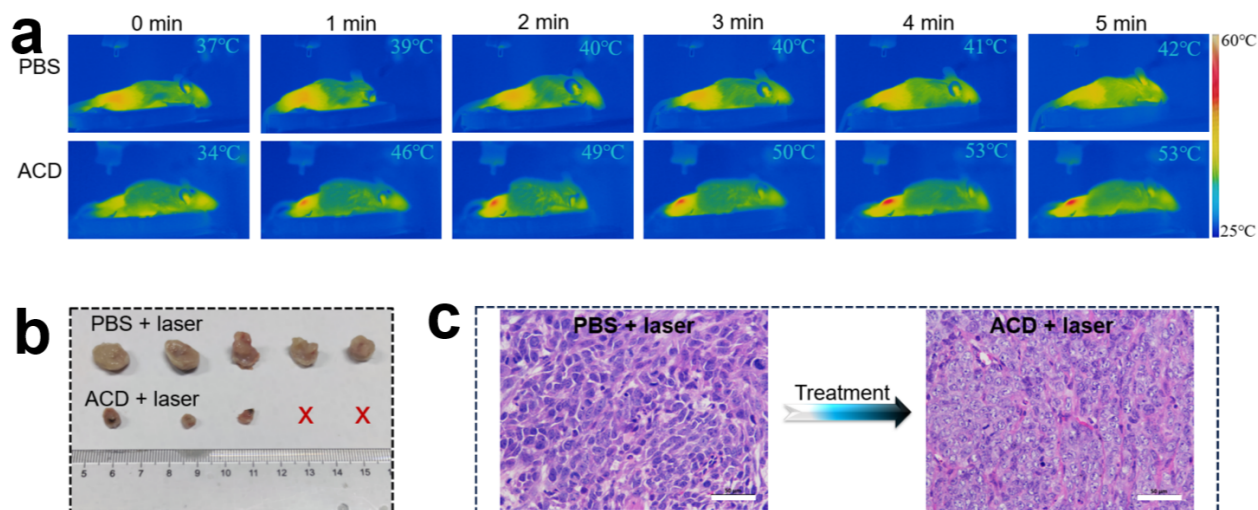 a
0 min 1 min 2 min 3 min 4 min 5 min
PBS 37°C 39°C 40°C 40°C 41°C 42°C 60°C
ACD 34°C 46°C 49°C 50°C 53°C 53°C 25°C
b
PBS + laser
ACD + laser
X X
5 6 7 8 9 10 11 12 13 14 15
c
PBS + laser
Treatment
ACD + laser